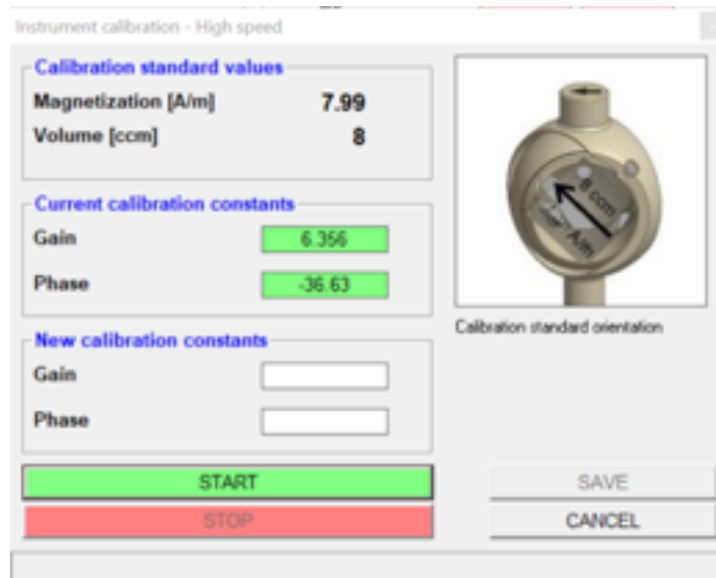 Instrument calibration - High speed
Calibration standard values
Magnetization [A/m] 7.99
Volume [ccm] 8
Current calibration constants
Gain 6.356
Phase -36.63
8 ccm
A/m
Calibration standard orientation
New calibration constants
Gain
Phase
START
SAVE
STOP
CANCEL